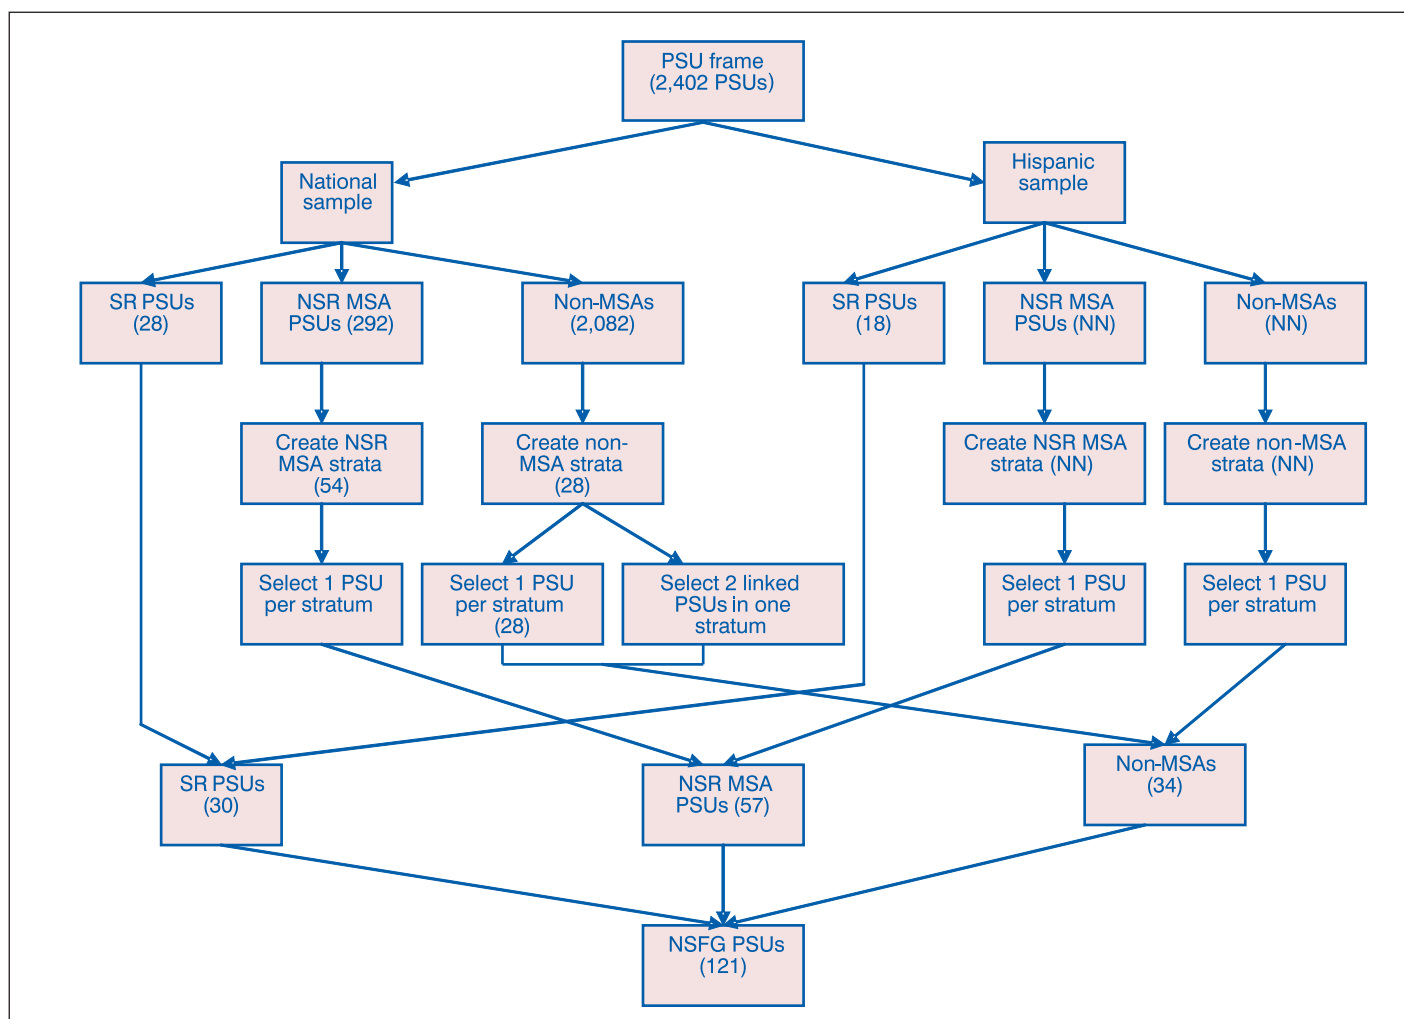 PSU frame
(2,402 PSUs)
National
sample
Hispanic
sample
SR PSUs
(28)
NSR MSA
PSUs (292)
Non-MSAs
(2,082)
SR PSUs
(18)
NSR MSA
PSUs (NN)
Non-MSAs
(NN)
Create NSR
MSA strata
(54)
Create non-
MSA strata
(28)
Create NSR MSA
strata (NN)
Create non-MSA
strata (NN)
Select 1 PSU
per stratum
Select 1 PSU
per stratum
(28)
Select 2 linked
PSUs in one
stratum
Select 1 PSU
per stratum
Select 1 PSU
per stratum
SR PSUs
(30)
NSR MSA
PSUs (57)
Non-MSAs
(34)
NSFG PSUs
(121)